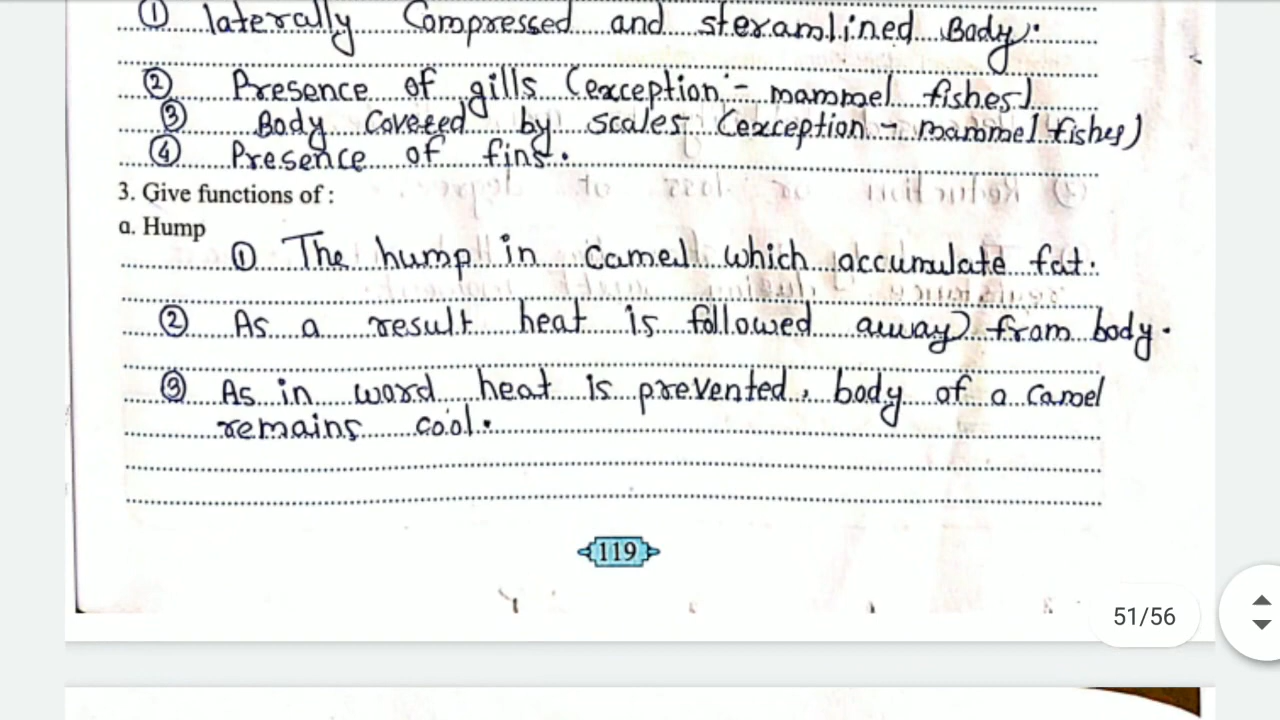 ① laterally Compressed and steramlined Body.
② Presence of gills (exception:- mammel fishes)
③ Body Covered by scales (exception:- mammel fishes)
④ Presence of fins.
3. Give functions of :
a. Hump
① The hump in Camel which accumulate fat.
② As a result heat is followed away from body.
③ As in word heat is prevented, body of a Camel
remains cool.
119
51/56